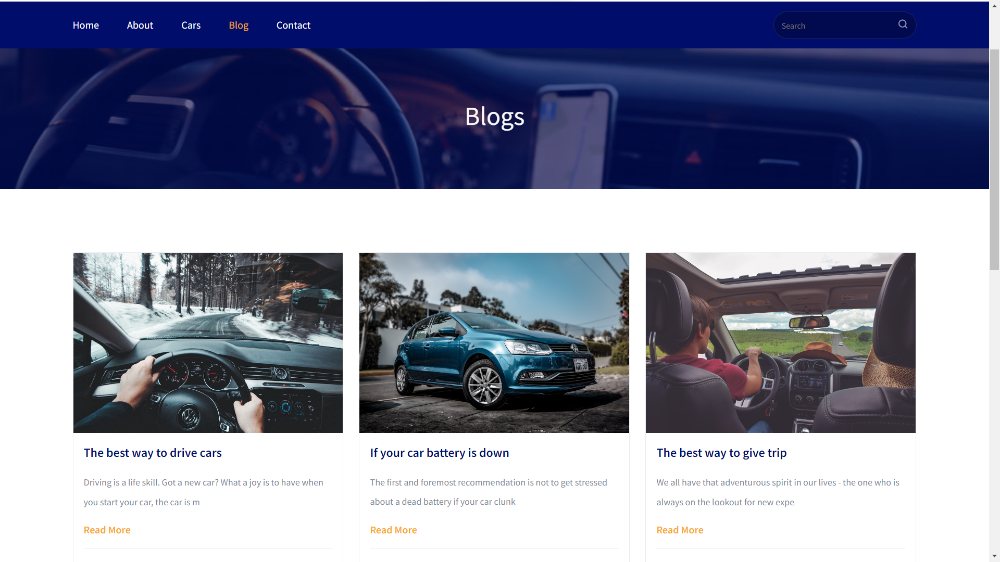 Home About Cars Blog Contact Search
Blogs
The best way to drive cars
Driving is a life skill. Got a new car? What a joy is to have when
you start your car, the car is m
Read More
If your car battery is down
The first and foremost recommendation is not to get stressed
about a dead battery if your car clunk
Read More
The best way to give trip
We all have that adventurous spirit in our lives - the one who is
always on the lookout for new expe
Read More